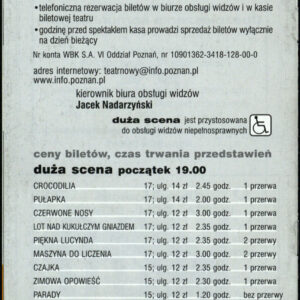 • telefoniczna rezerwacja biletów w biurze obsługi widzów i w kasie
biletowej teatru
• godzinę przed spektaklem kasa prowadzi sprzedaż biletów wyłącznie
na dzień bieżący
Nr konta WBK S.A. VI Oddział Poznań, nr 10901362-3418-128-00-0
adres internetowy: teatrnowy@info.poznan.pl
www.info.poznan.pl
kierownik biura obsługi widzów
Jacek Nadarzyński
duża scena jest przystosowana
do obsługi widzów niepełnosprawnych
ceny biletów, czas trwania przedstawień
duża scena początek 19.00
CROCODILIA 17; ulg. 14 zł 2.45 godz. 1 przerwa
PUŁAPKA 17; ulg. 14 zł 2.20 godz. 1 przerwa
CZERWONE NOSY 17; ulg. 12 zł 3.00 godz. 1 przerwa
LOT NAD KUKUŁCZYM GNIAZDEM 17; ulg. 12 zł 2.00 godz. 1 przerwa
PIĘKNA LUCYNDA 17; ulg. 12 zł 2.30 godz. 1 przerwa
MASZYNA DO LICZENIA 17; ulg. 12 zł 2.00 godz. 1 przerwa
CZAJKA 15; ulg. 12 zł 2.35 godz. 1 przerwa
ZIMOWA OPOWIEŚĆ 15; ulg. 12 zł 2.30 godz. 1 przerwa
PARADY 15; ulg. 12 zł 1.20 godz. bez przerwy